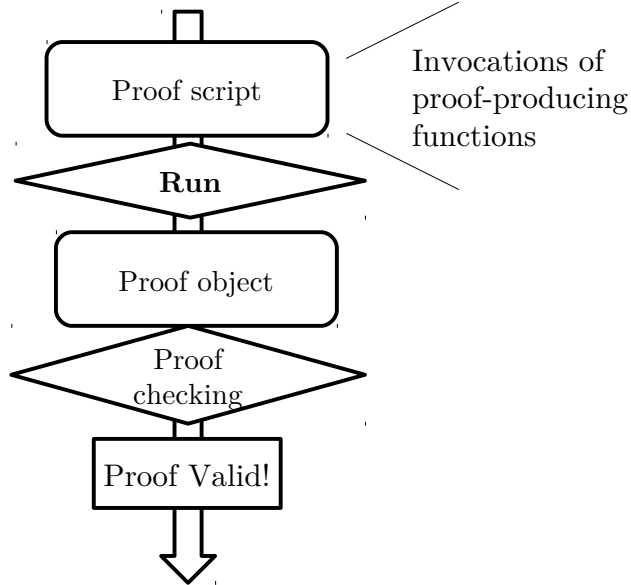 Proof script
Invocations of
proof-producing
functions
Run
Proof object
Proof
checking
Proof Valid!